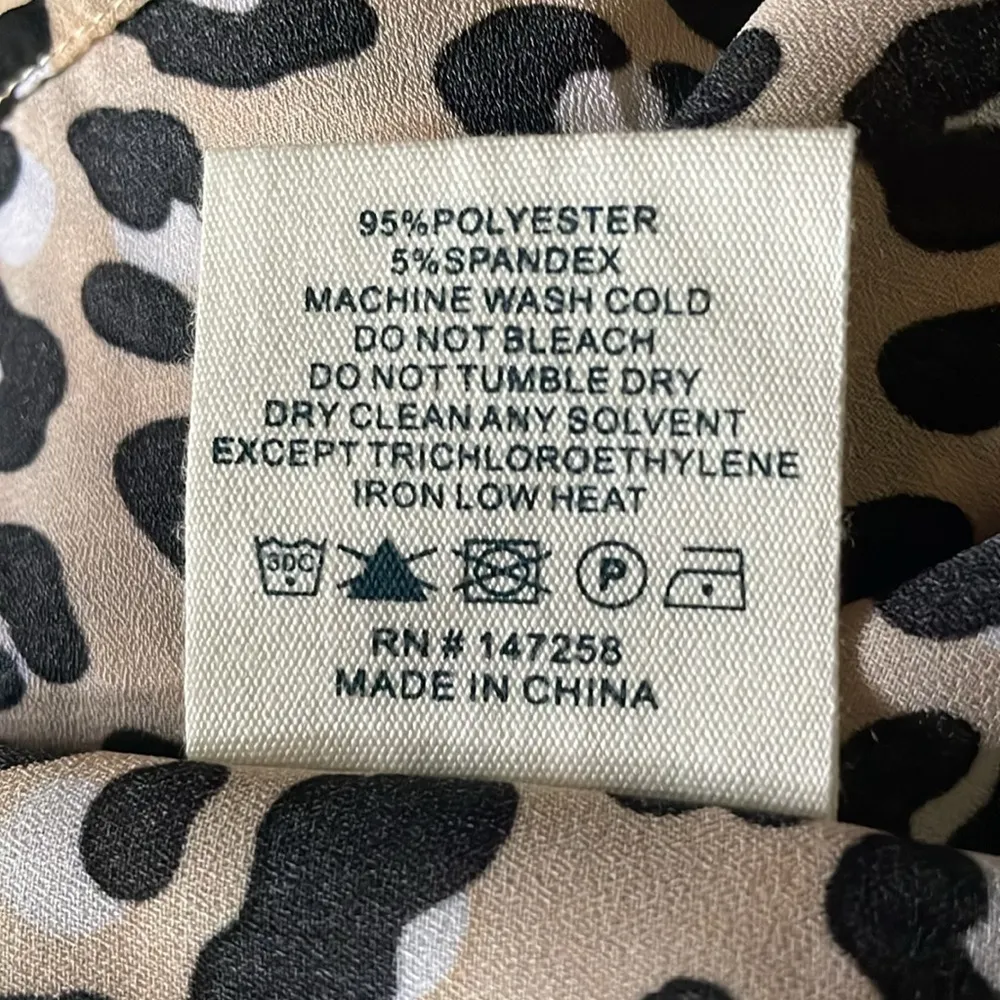 95%POLYESTER
5%SPANDEX
MACHINE WASH COLD
DO NOT BLEACH
DO NOT TUMBLE DRY
DRY CLEAN ANY SOLVENT
EXCEPT TRICHLOROETHYLENE
IRON LOW HEAT
30C P
RN # 147258
MADE IN CHINA